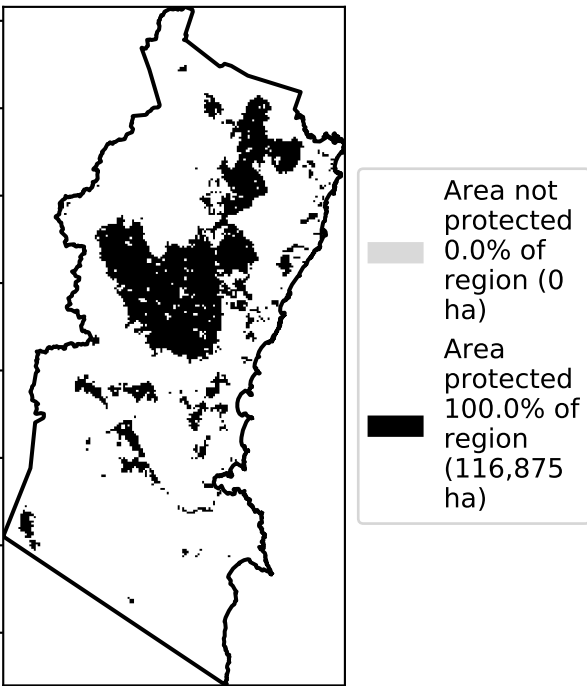 Area not
protected
0.0% of
region (0
ha)
Area
protected
100.0% of
region
(116,875
ha)